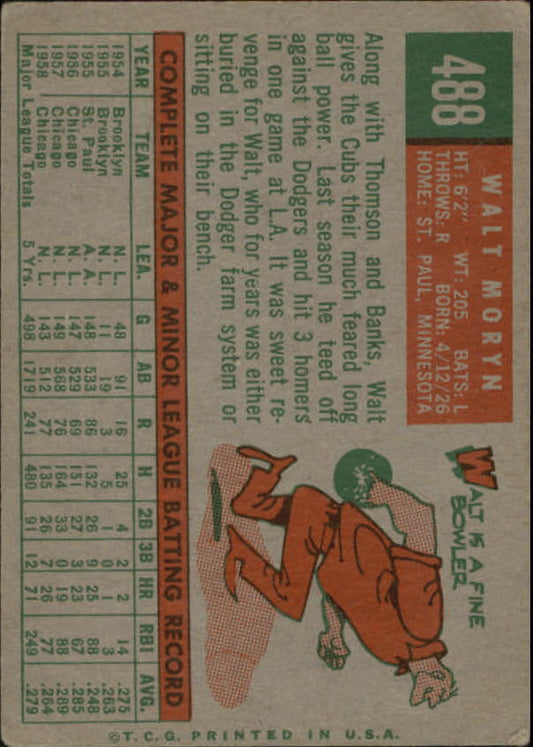 488
WALT MORYN
HT: 6'2" WT: 205 BATS: L
THROWS: R BORN: 4/12/26
HOME: ST. PAUL, MINNESOTA
Along with Thomson and Banks, Walt
gives the Cubs their much feared long
ball power. Last season he teed off
against the Dodgers and hit 3 homers
in one game at L.A. It was sweet re-
venge for Walt, who for years was either
buried in the Dodger farm system or
sitting on their bench.
WALT IS A FINE
BOWLER
COMPLETE MAJOR & MINOR LEAGUE BATTING RECORD
YEAR TEAM LEA. G AB R H 2B 3B HR RBI AVG.
1954 Brooklyn N. L. 48 91 16 25 4 2 2 14 .275
1955 Brooklyn N. L. 11 19 3 5 1 0 1 3 .263
1955 St. Paul A. A. 148 533 86 132 26 9 25 88 .248
1956 Chicago N. L. 147 529 69 151 27 3 23 67 .285
1957 Chicago N. L. 149 568 76 164 33 0 19 88 .289
1958 Chicago N. L. 143 512 77 135 26 7 26 77 .264
Major League Totals 5 Yrs. 498 1719 241 480 91 12 71 249 .279
© T.C.G. PRINTED IN U.S.A.